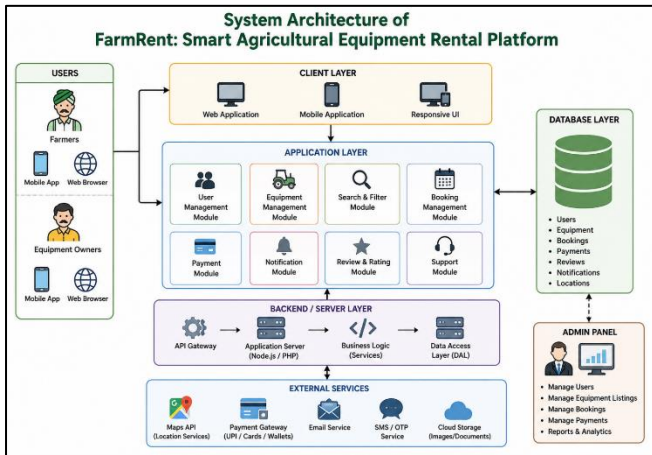 System Architecture of
FarmRent: Smart Agricultural Equipment Rental Platform
USERS
Farmers
Mobile App
Web Browser
Equipment Owners
Mobile App
Web Browser
CLIENT LAYER
Web Application
Mobile Application
Responsive UI
APPLICATION LAYER
User
Management
Module
Equipment
Management
Module
Search & Filter
Module
Booking
Management
Module
Payment
Module
Notification
Module
Review & Rating
Module
Support
Module
BACKEND / SERVER LAYER
API Gateway
Application Server
(Node.js / PHP)
Business Logic
(Services)
Data Access
Layer (DAL)
EXTERNAL SERVICES
Maps API
(Location Services)
Payment Gateway
(UPI / Cards / Wallets)
Email Service
SMS / OTP
Service
Cloud Storage
(Images/Documents)
DATABASE LAYER
• Users
• Equipment
• Bookings
• Payments
• Reviews
• Notifications
• Locations
ADMIN PANEL
• Manage Users
• Manage Equipment Listings
• Manage Bookings
• Manage Payments
• Reports & Analytics